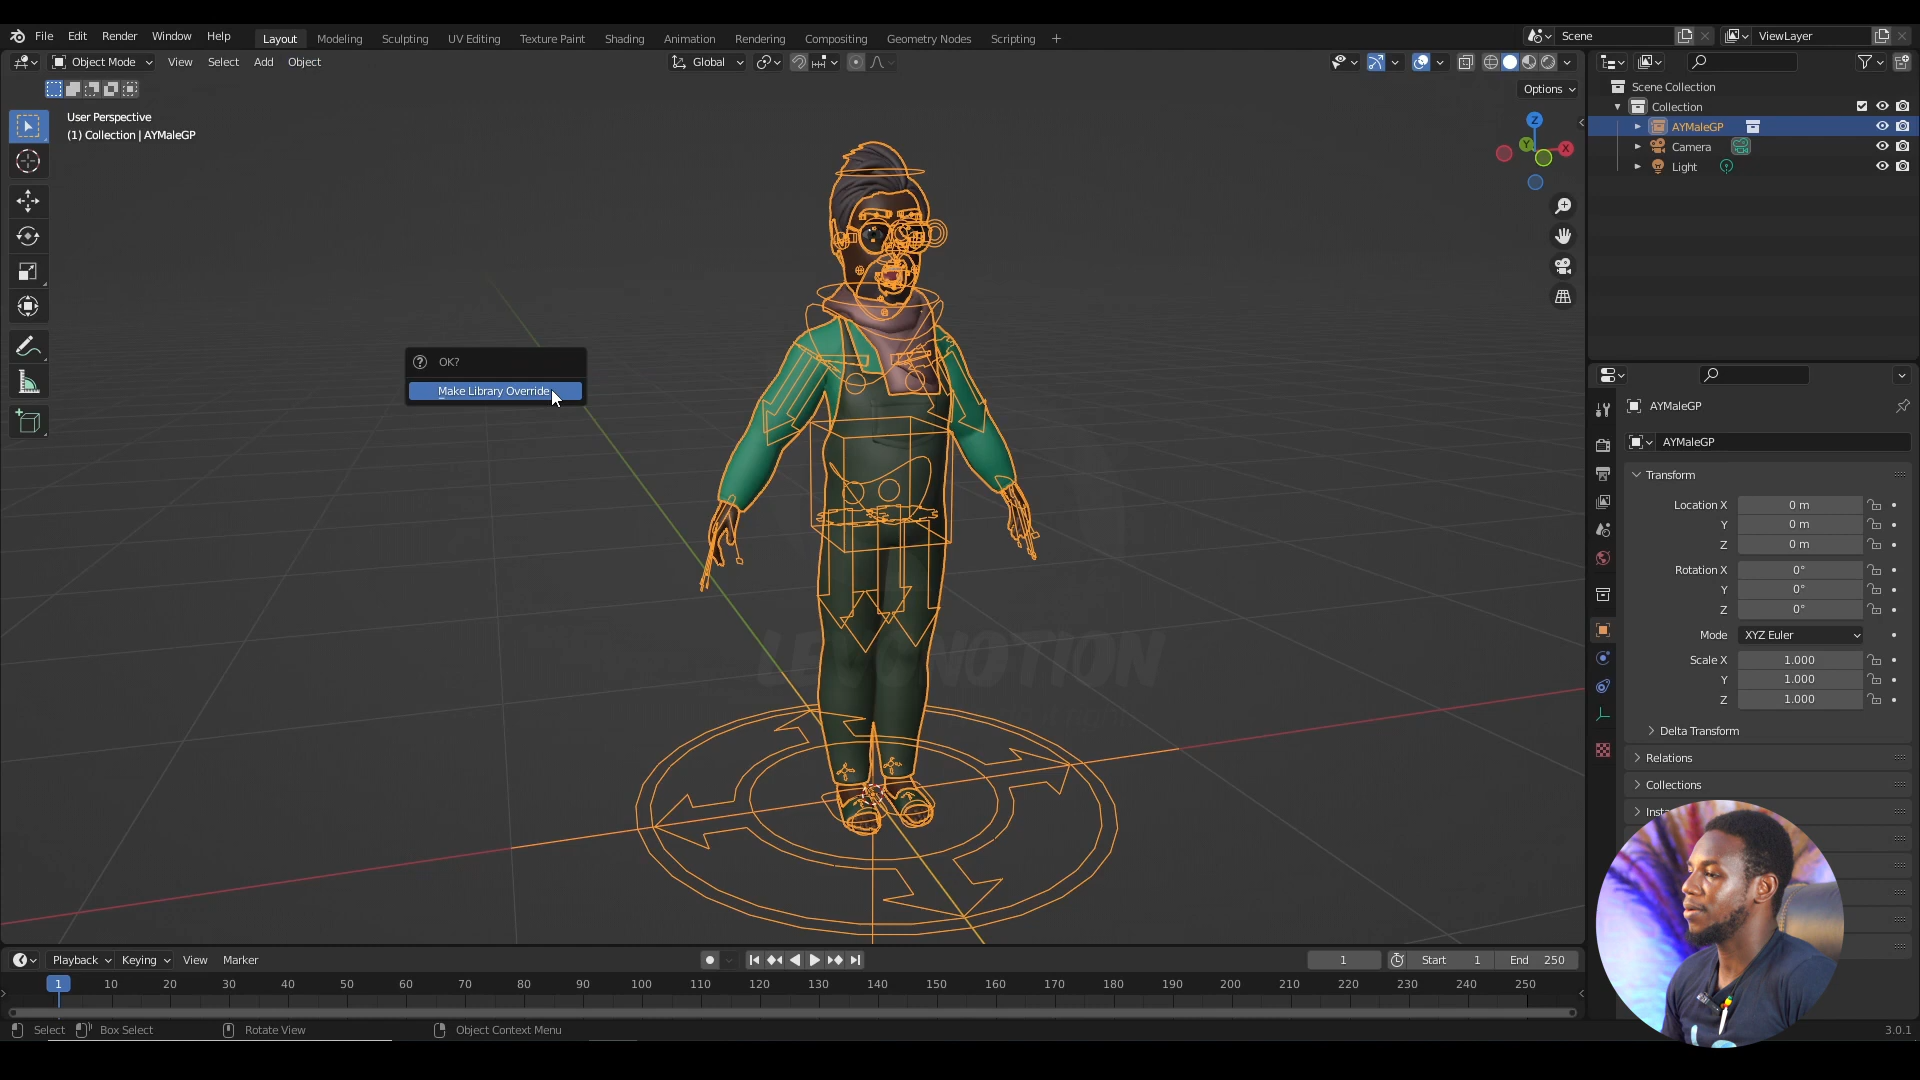 File Edit Render Window Help Layout Modeling Sculpting UV Editing Texture Paint Shading Animation Rendering Compositing Geometry Nodes Scripting + Scene ViewLayer
Object Mode View Select Add Object Global
Options
User Perspective
(1) Collection | AYMaleGP
Z
Y
X
OK?
Make Library Override
LEVONOTION
Scene Collection
Collection
AYMaleGP
Camera
Light
AYMaleGP
AYMaleGP
Transform
Location X 0 m
Y 0 m
Z 0 m
Rotation X 0°
Y 0°
Z 0°
Mode XYZ Euler
Scale X 1.000
Y 1.000
Z 1.000
Delta Transform
Relations
Collections
Playback Keying View Marker 1 Start 1 End 250
1 10 20 30 40 50 60 70 80 90 100 110 120 130 140 150 160 170 180 190 200 210 220 230 240 250
Select Box Select Rotate View Object Context Menu 3.0.1